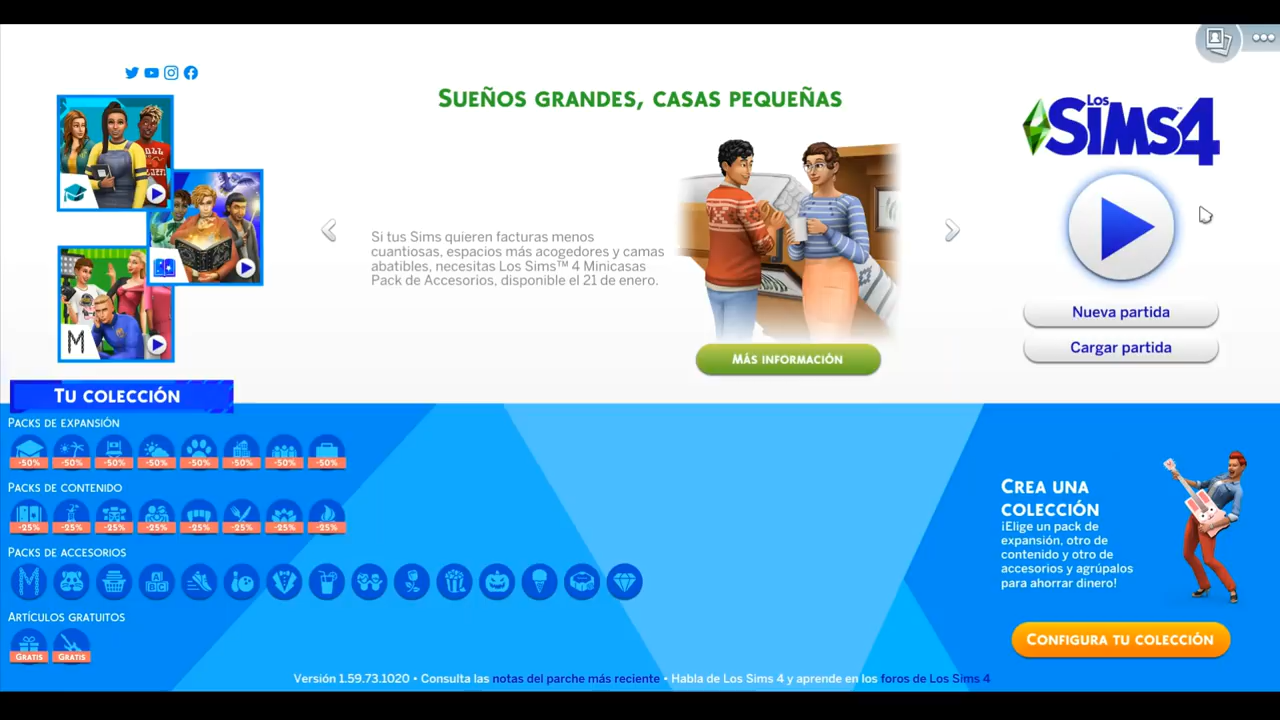 SUEÑOS GRANDES, CASAS PEQUEÑAS
Si tus Sims quieren facturas menos
cuantiosas, espacios más acogedores y camas
abatibles, necesitas Los Sims™ 4 Minicasas
Pack de Accesorios, disponible el 21 de enero.
MÁS INFORMACIÓN
Los
SIMS 4
Nueva partida
Cargar partida
M
TU COLECCIÓN
PACKS DE EXPANSIÓN
-50% -50% -50% -50% -50% -50% -50% -50%
PACKS DE CONTENIDO
-25% -25% -25% -25% -25% -25% -25% -25%
PACKS DE ACCESORIOS
M
ABC
ARTÍCULOS GRATUITOS
GRATIS GRATIS
CREA UNA
COLECCIÓN
¡Elige un pack de
expansión, otro de
contenido y otro de
accesorios y agrúpalos
para ahorrar dinero!
CONFIGURA TU COLECCIÓN
Versión 1.59.73.1020 • Consulta las notas del parche más reciente • Habla de Los Sims 4 y aprende en los foros de Los Sims 4